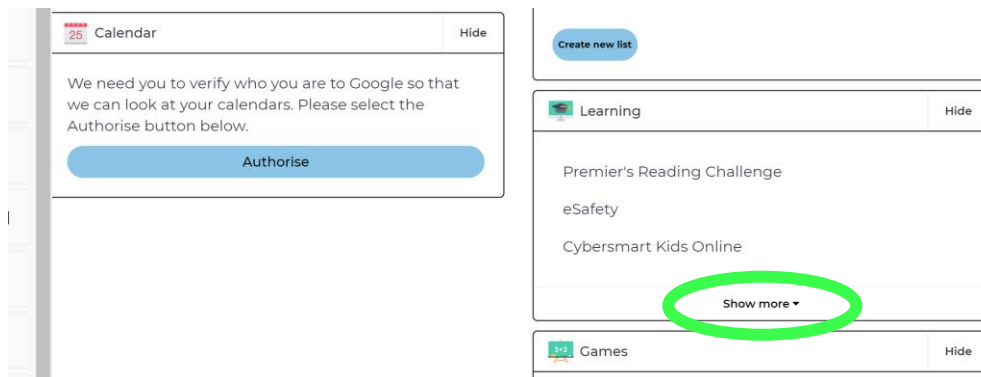 25 Calendar Hide
We need you to verify who you are to Google so that
we can look at your calendars. Please select the
Authorise button below.
Authorise
Create new list
Learning Hide
Premier's Reading Challenge
eSafety
Cybersmart Kids Online
Show more
2+2 Games Hide